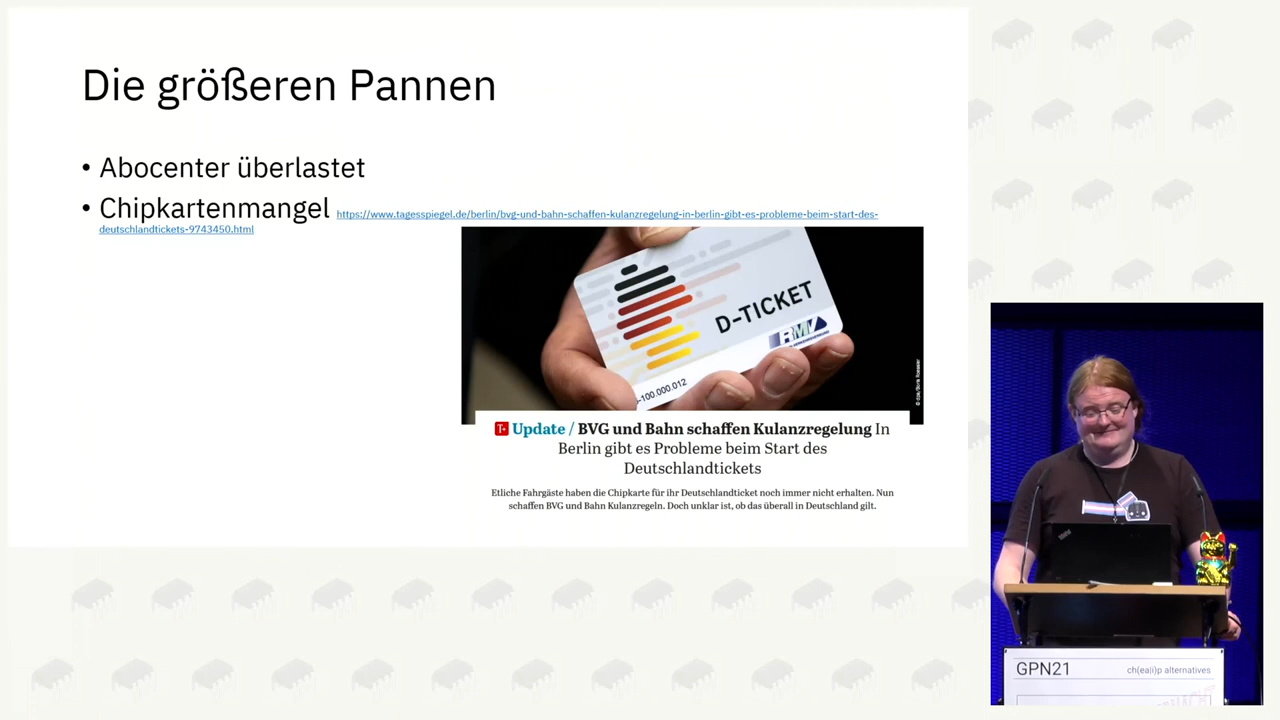 Die größeren Pannen
• Abocenter überlastet
• Chipkartenmangel https://www.tagesspiegel.de/berlin/bvg-und-bahn-schaffen-kulanzregelung-in-berlin-gibt-es-probleme-beim-start-des-
deutschlandtickets-9743450.html
D-TICKET
RMV
-100.000.012
T+ Update / BVG und Bahn schaffen Kulanzregelung In
Berlin gibt es Probleme beim Start des
Deutschlandtickets
Etliche Fahrgäste haben die Chipkarte für ihr Deutschlandticket noch immer nicht erhalten. Nun
schaffen BVG und Bahn Kulanzregeln. Doch unklar ist, ob das überall in Deutschland gilt.
GPN21
ch(ea|i)p alternatives